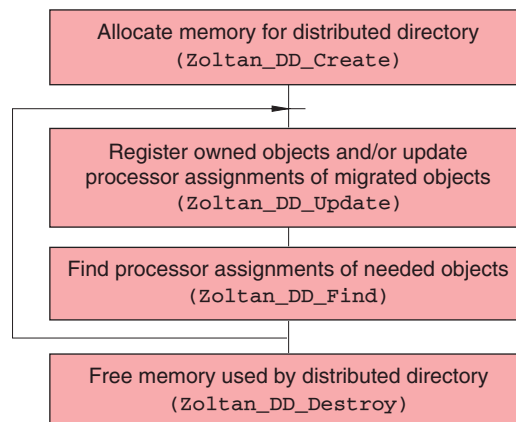 Allocate memory for distributed directory
(Zoltan_DD_Create)
Register owned objects and/or update
processor assignments of migrated objects
(Zoltan_DD_Update)
Find processor assignments of needed objects
(Zoltan_DD_Find)
Free memory used by distributed directory
(Zoltan_DD_Destroy)